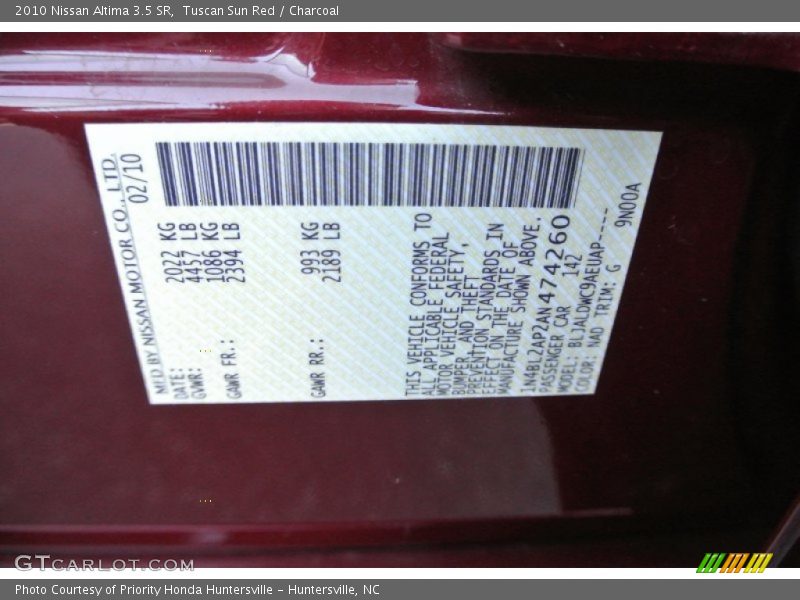 2010 Nissan Altima 3.5 SR, Tuscan Sun Red / Charcoal
MFD BY NISSAN MOTOR CO., LTD.
DATE: 02/10
GVWR: 2022 KG
4457 LB
GAWR FR.: 1086 KG
2394 LB
GAWR RR.: 993 KG
2189 LB
THIS VEHICLE CONFORMS TO
ALL APPLICABLE FEDERAL
MOTOR VEHICLE SAFETY,
BUMPER, AND THEFT
PREVENTION STANDARDS IN
EFFECT ON THE DATE OF
MANUFACTURE SHOWN ABOVE.
1N4BL2AP2AN474260
PASSENGER CAR 142
MODEL: BLJALDWC9AEUAP----
COLOR: NAD TRIM: G 9N00A
GTCARLOT.COM
Photo Courtesy of Priority Honda Huntersville – Huntersville, NC